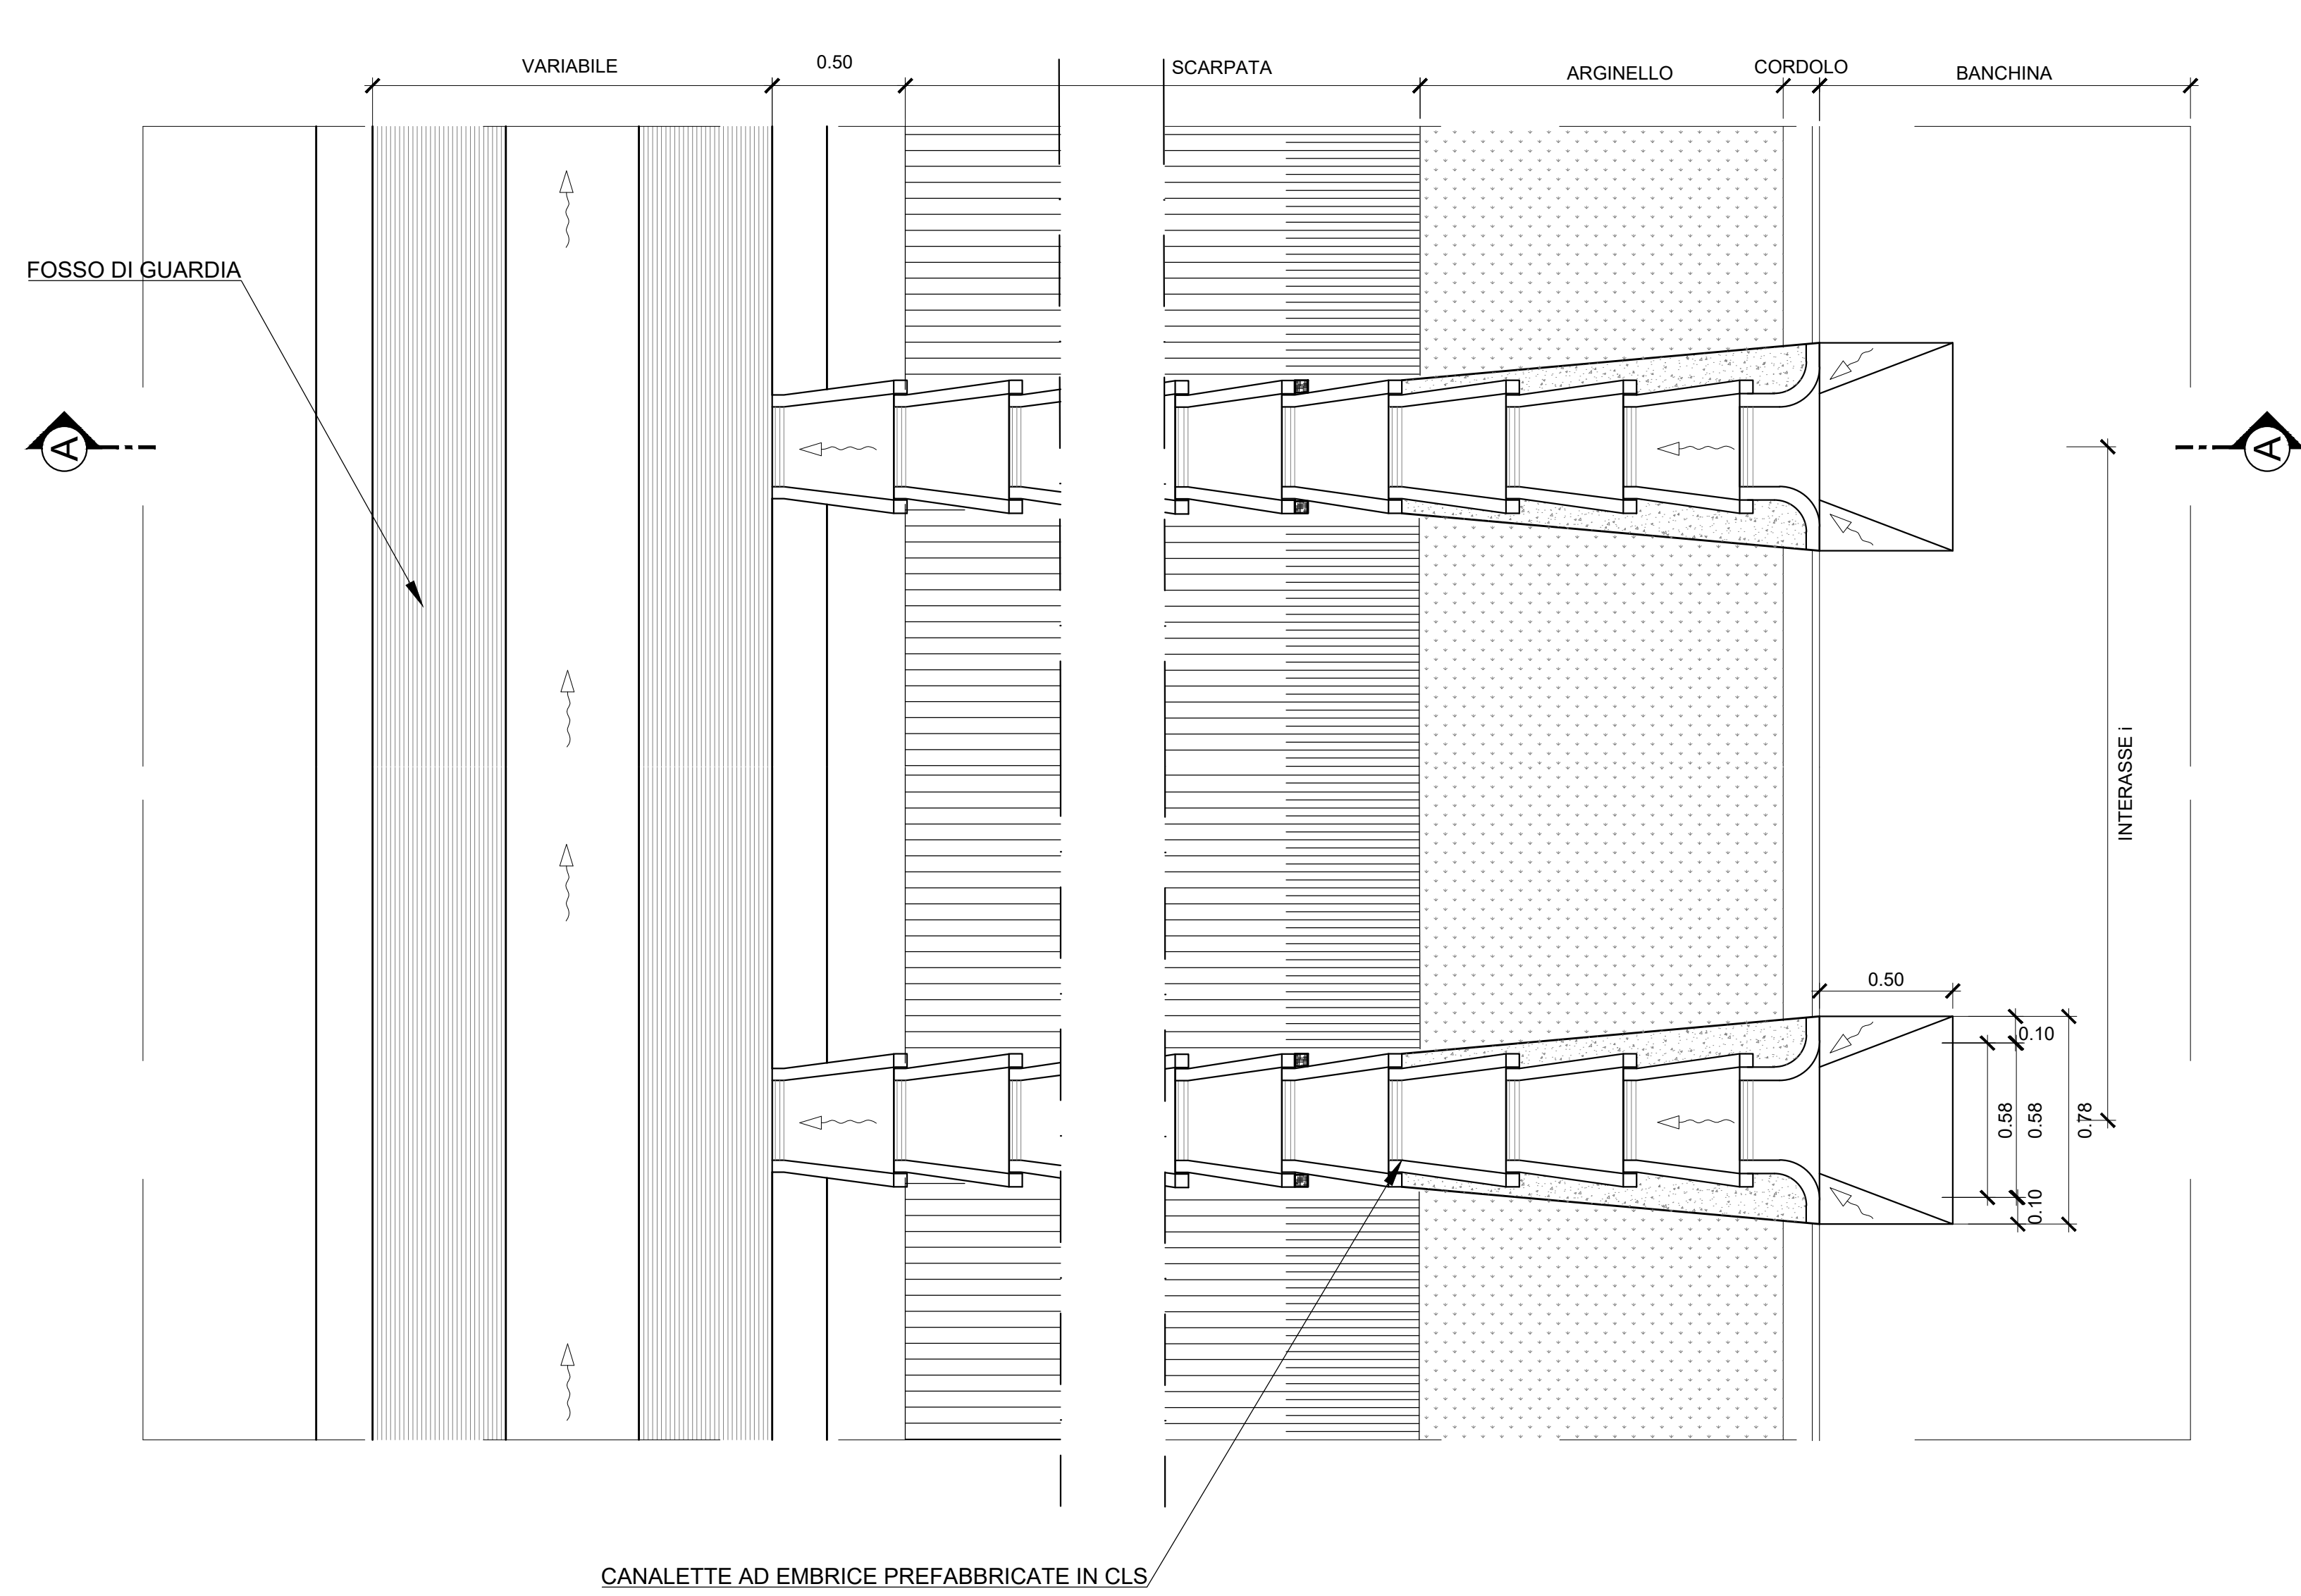 VARIABILE
0.50
SCARPATA
ARGINELLO
CORDOLO
BANCHINA
FOSSO DI GUARDIA
A
A
INTERASSE i
0.50
0.10
0.58
0.58
0.78
0.10
CANALETTE AD EMBRICE PREFABBRICATE IN CLS